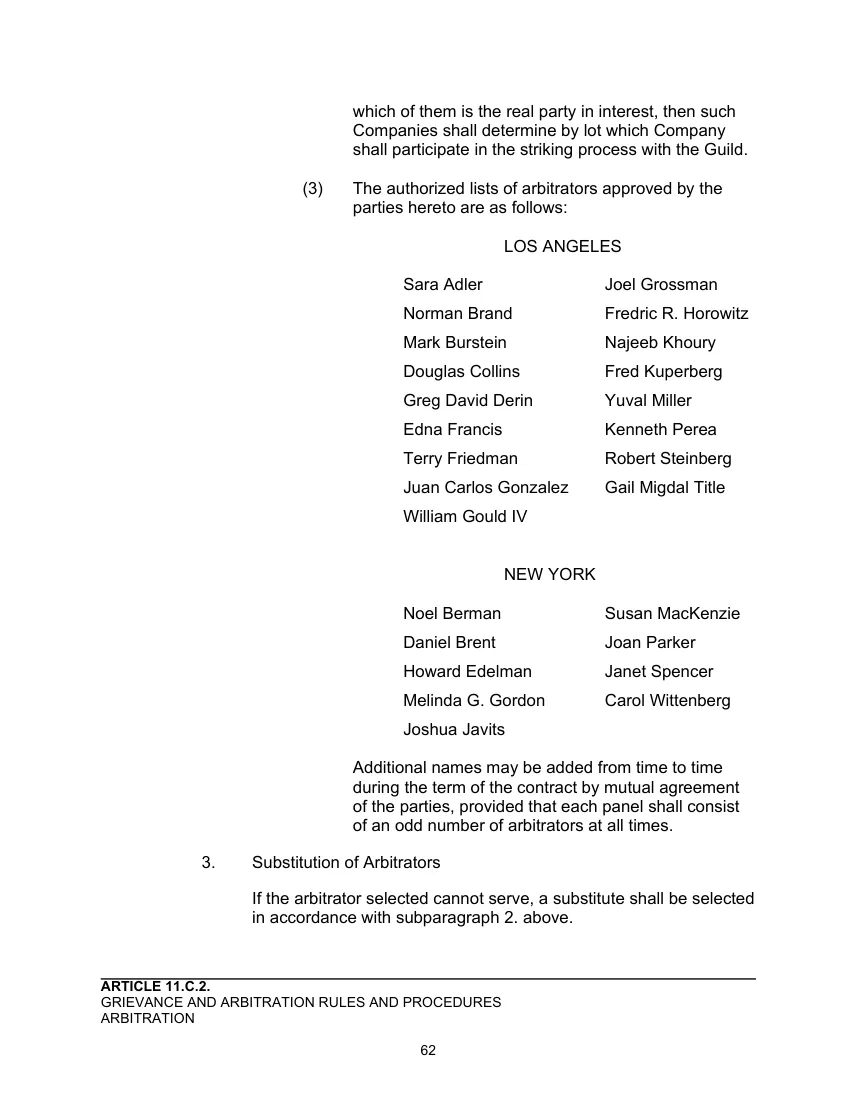 which of them is the real party in interest, then such
Companies shall determine by lot which Company
shall participate in the striking process with the Guild.
(3) The authorized lists of arbitrators approved by the
parties hereto are as follows:
LOS ANGELES
Sara Adler Joel Grossman
Norman Brand Fredric R. Horowitz
Mark Burstein Najeeb Khoury
Douglas Collins Fred Kuperberg
Greg David Derin Yuval Miller
Edna Francis Kenneth Perea
Terry Friedman Robert Steinberg
Juan Carlos Gonzalez Gail Migdal Title
William Gould IV
NEW YORK
Noel Berman Susan MacKenzie
Daniel Brent Joan Parker
Howard Edelman Janet Spencer
Melinda G. Gordon Carol Wittenberg
Joshua Javits
Additional names may be added from time to time
during the term of the contract by mutual agreement
of the parties, provided that each panel shall consist
of an odd number of arbitrators at all times.
3. Substitution of Arbitrators
If the arbitrator selected cannot serve, a substitute shall be selected
in accordance with subparagraph 2. above.
ARTICLE 11.C.2.
GRIEVANCE AND ARBITRATION RULES AND PROCEDURES
ARBITRATION
62